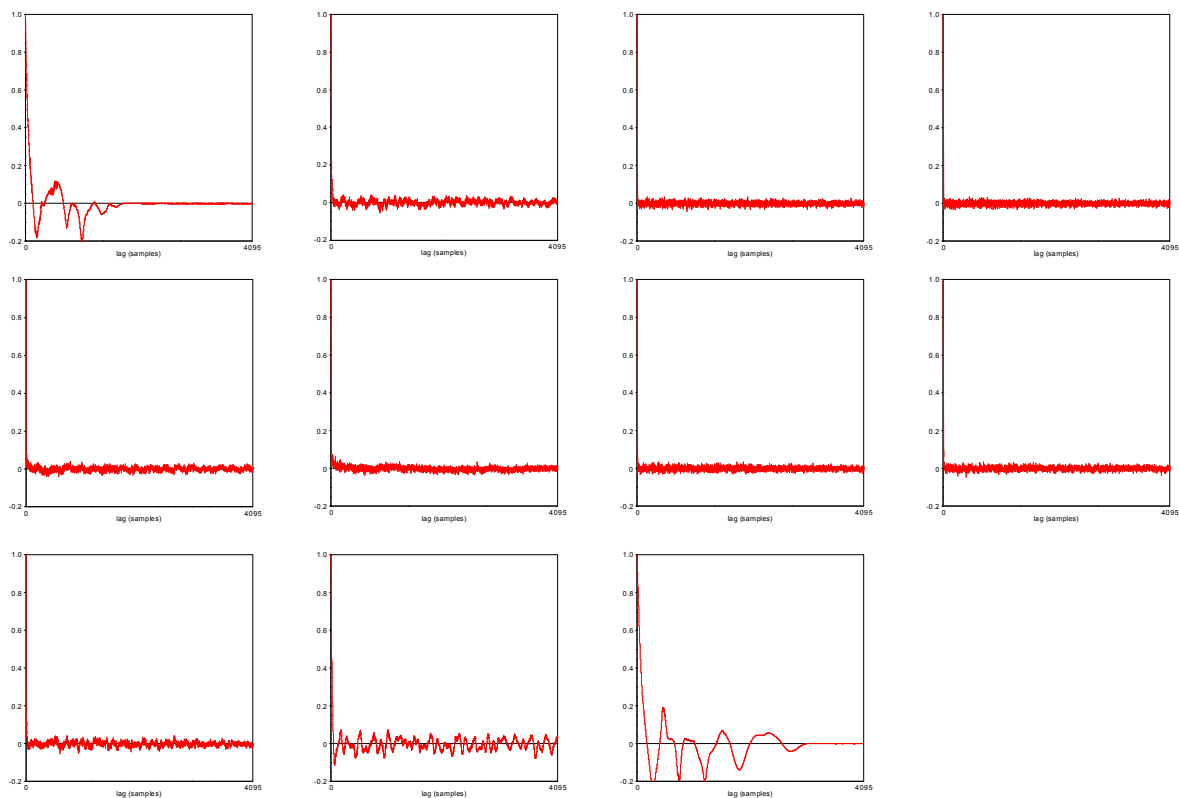 1.0 1.0 1.0 1.0
0.8 0.8 0.8 0.8
0.6 0.6 0.6 0.6
0.4 0.4 0.4 0.4
0.2 0.2 0.2 0.2
0 0 0 0
-0.2 -0.2 -0.2 -0.2
0 4095 0 4095 0 4095 0 4095
lag (samples) lag (samples) lag (samples) lag (samples)
1.0 1.0 1.0 1.0
0.8 0.8 0.8 0.8
0.6 0.6 0.6 0.6
0.4 0.4 0.4 0.4
0.2 0.2 0.2 0.2
0 0 0 0
-0.2 -0.2 -0.2 -0.2
0 4095 0 4095 0 4095 0 4095
lag (samples) lag (samples) lag (samples) lag (samples)
1.0 1.0 1.0
0.8 0.8 0.8
0.6 0.6 0.6
0.4 0.4 0.4
0.2 0.2 0.2
0 0 0
-0.2 -0.2 -0.2
0 4095 0 4095 0 4095
lag (samples) lag (samples) lag (samples)